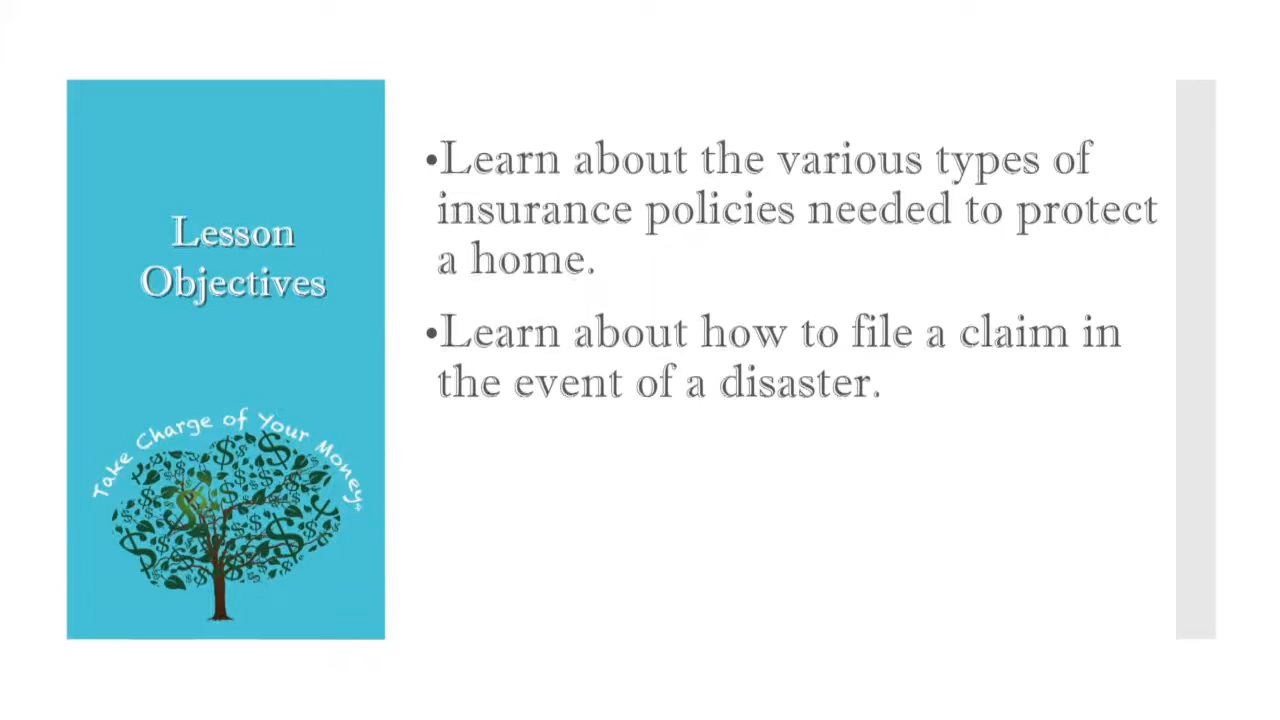 Lesson
Objectives
Take Charge of Your Money
•Learn about the various types of
insurance policies needed to protect
a home.
•Learn about how to file a claim in
the event of a disaster.